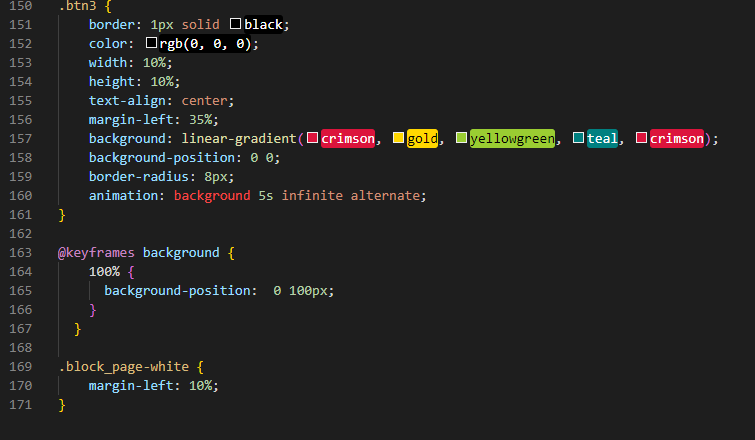 150 .btn3 {
151 border: 1px solid black;
152 color: rgb(0, 0, 0);
153 width: 10%;
154 height: 10%;
155 text-align: center;
156 margin-left: 35%;
157 background: linear-gradient(crimson, gold, yellowgreen, teal, crimson);
158 background-position: 0 0;
159 border-radius: 8px;
160 animation: background 5s infinite alternate;
161 }
162
163 @keyframes background {
164 100% {
165 background-position:  0 100px;
166 }
167 }
168
169 .block_page-white {
170 margin-left: 10%;
171 }